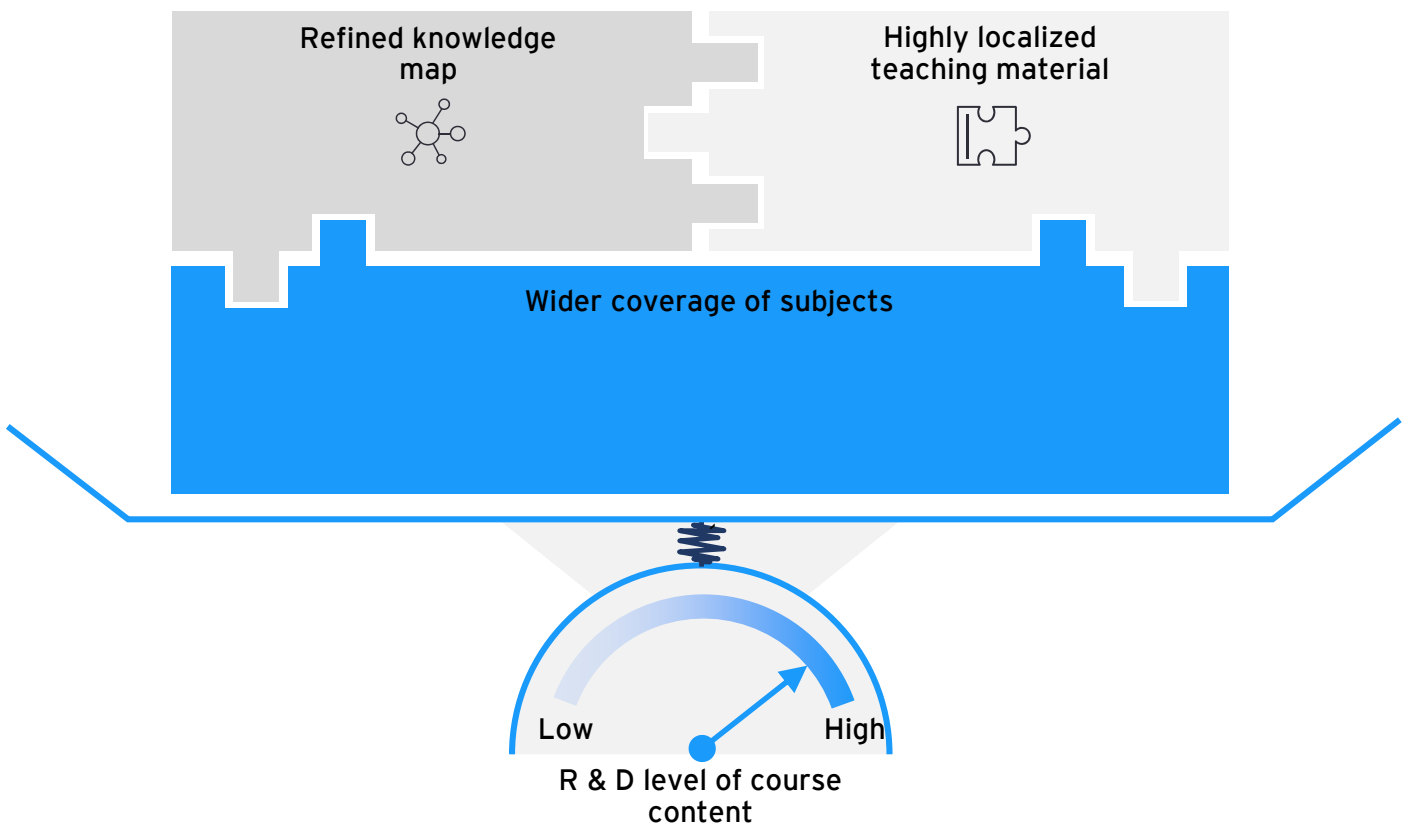 Refined knowledge
map
Highly localized
teaching material
Wider coverage of subjects
Low
High
R & D level of course
content